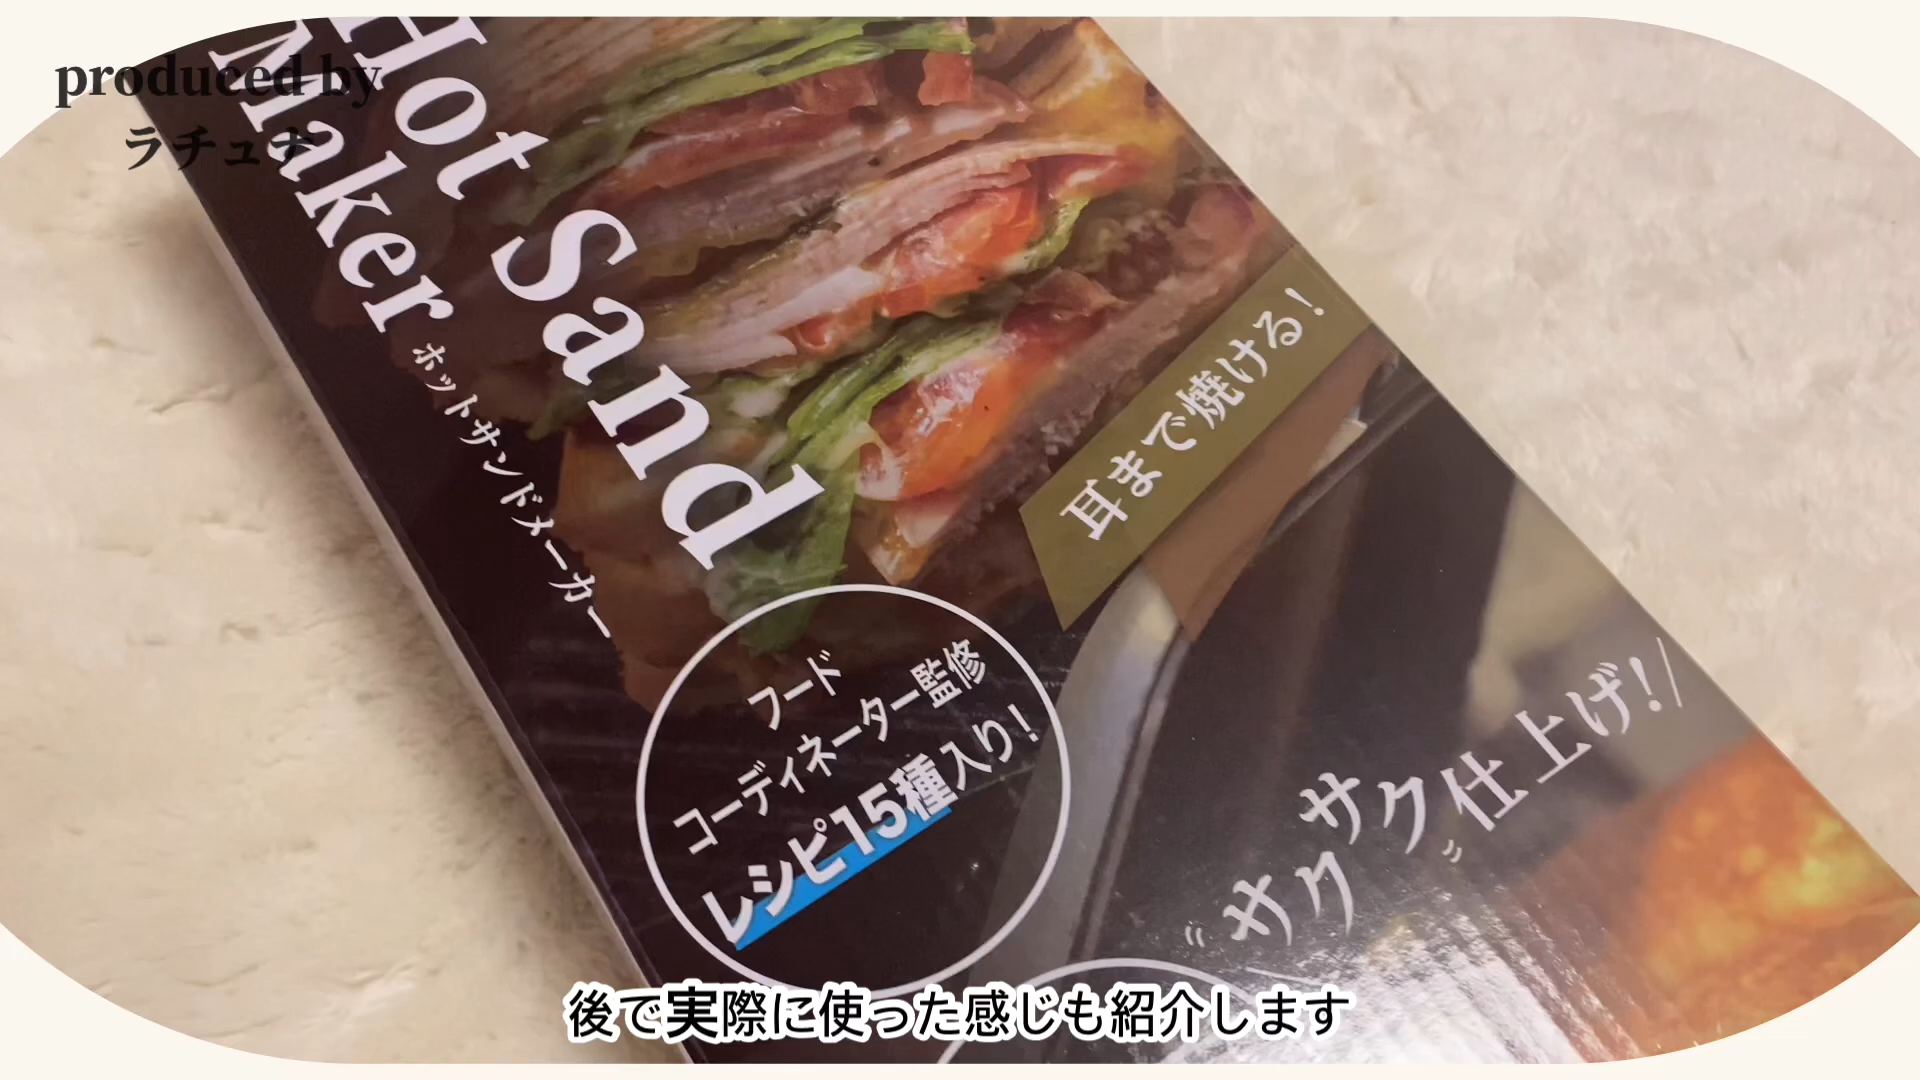 produced by
ラチュナ
Hot Sand
Maker
ホットサンドメーカー
耳まで焼ける!
フード
コーディネーター監修
レシピ15種入り!
サクサク仕上げ!
後で実際に使った感じも紹介します